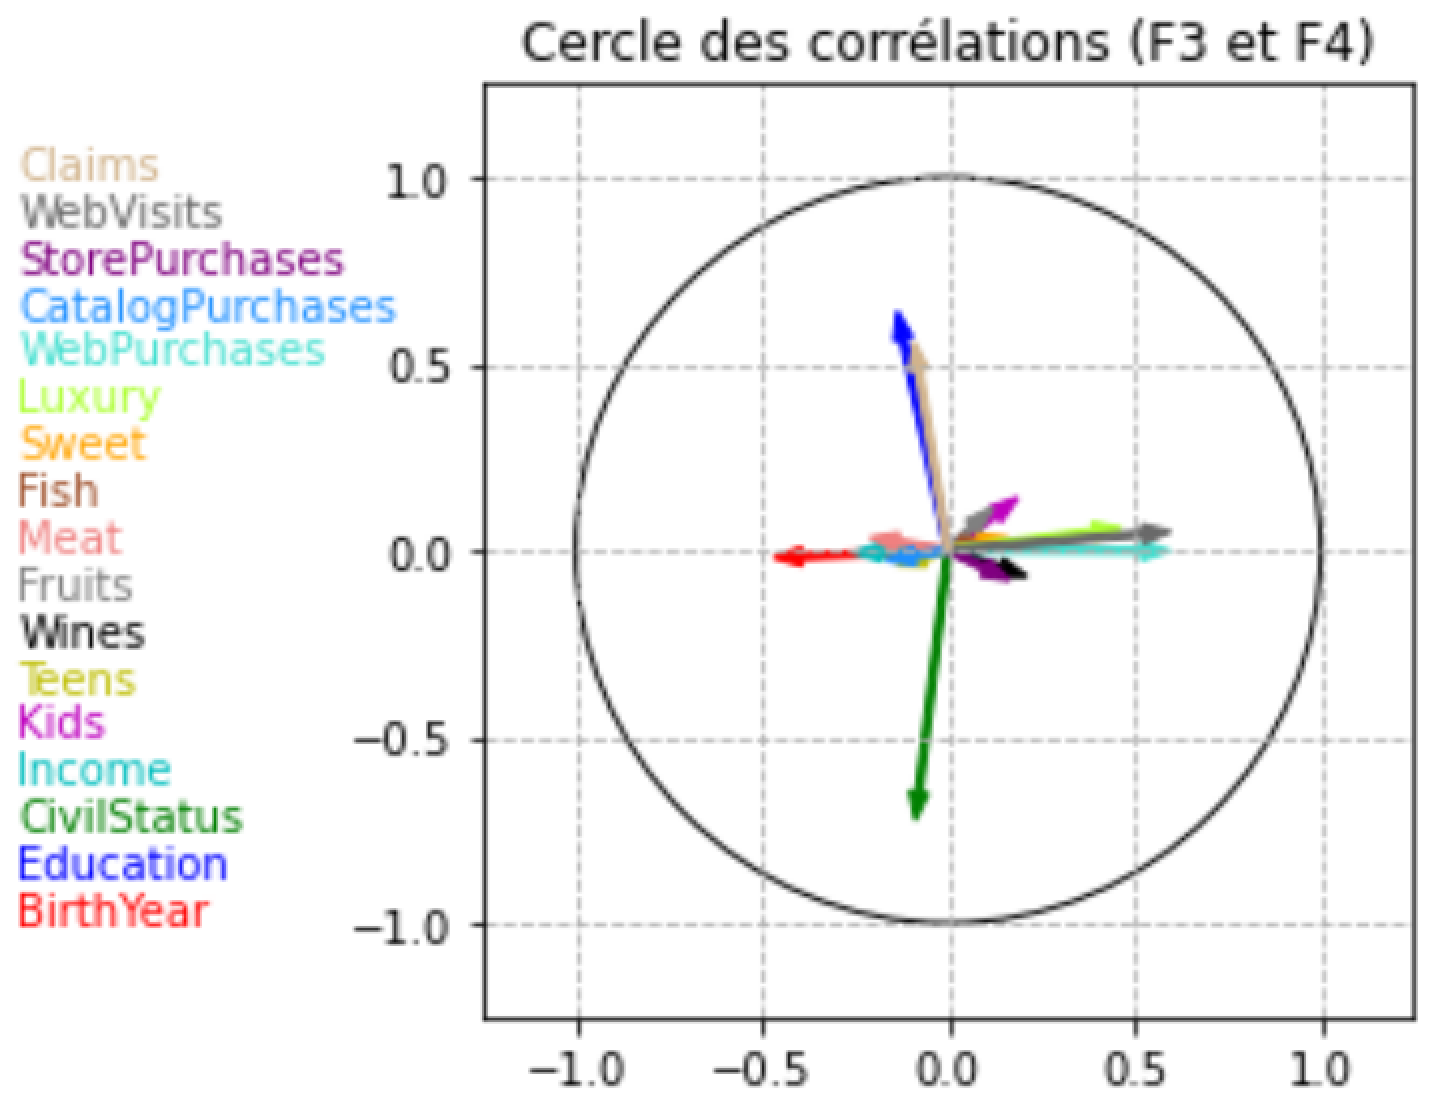 Cercle des corrélations (F3 et F4)
Claims
WebVisits
StorePurchases
CatalogPurchases
WebPurchases
Luxury
Sweet
Fish
Meat
Fruits
Wines
Teens
Kids
Income
CivilStatus
Education
BirthYear
1.0
0.5
0.0
−0.5
−1.0
−1.0 −0.5 0.0 0.5 1.0